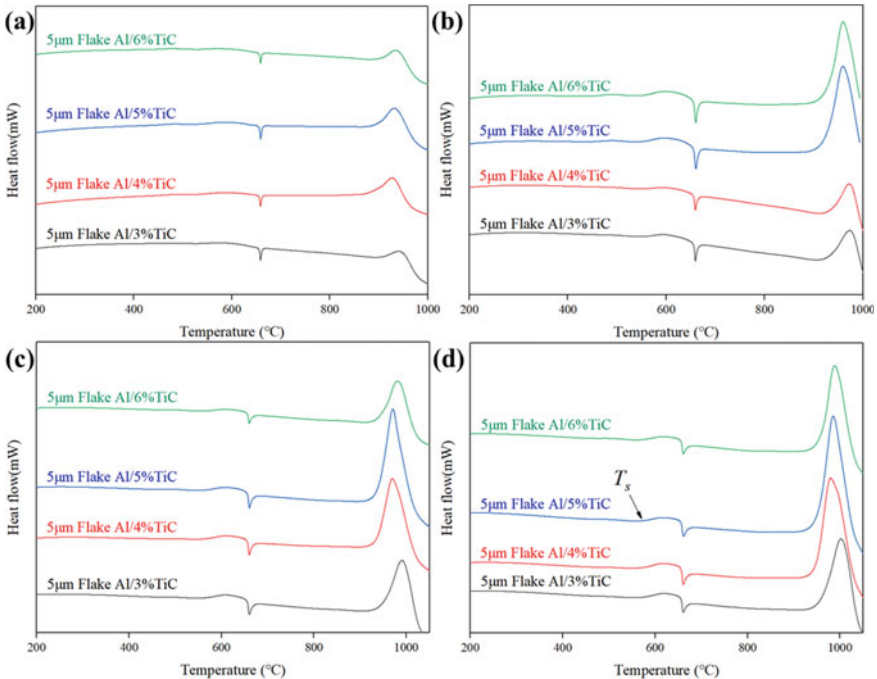 (a)
5μm Flake Al/6%TiC
5μm Flake Al/5%TiC
5μm Flake Al/4%TiC
5μm Flake Al/3%TiC
Heat flow(mW)
200 400 600 800 1000
Temperature (°C)
(b)
5μm Flake Al/6%TiC
5μm Flake Al/5%TiC
5μm Flake Al/4%TiC
5μm Flake Al/3%TiC
Heat flow(mW)
200 400 600 800 1000
Temperature (°C)
(c)
5μm Flake Al/6%TiC
5μm Flake Al/5%TiC
5μm Flake Al/4%TiC
5μm Flake Al/3%TiC
Heat flow(mW)
200 400 600 800 1000
Temperature (°C)
(d)
5μm Flake Al/6%TiC
Ts
5μm Flake Al/5%TiC
5μm Flake Al/4%TiC
5μm Flake Al/3%TiC
Heat flow(mW)
200 400 600 800 1000
Temperature (°C)